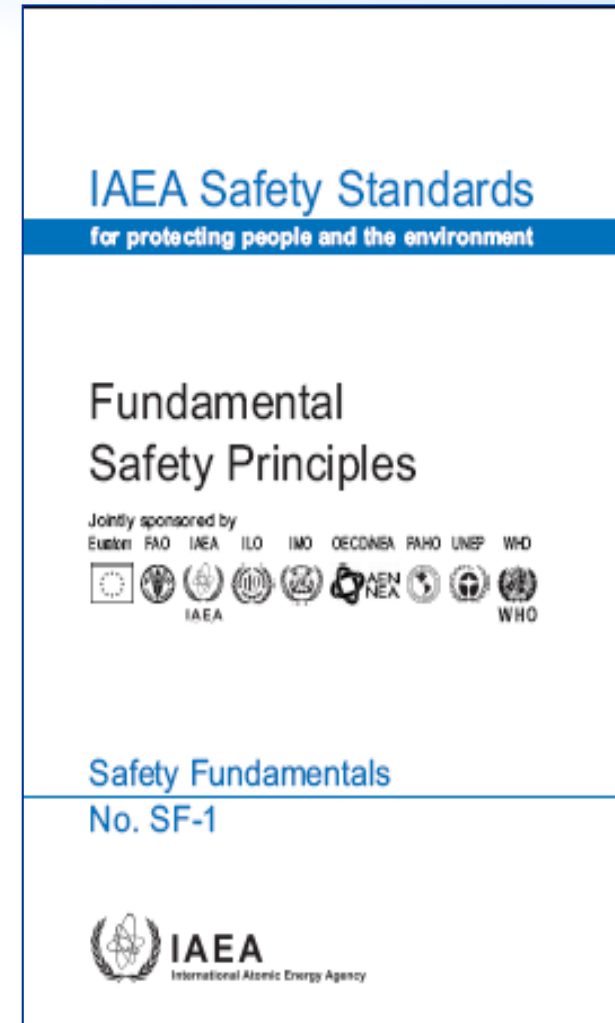 IAEA Safety Standards
for protecting people and the environment
Fundamental
Safety Principles
Jointly sponsored by
Euratom FAO IAEA ILO IMO OECD/NEA PAHO UNEP WHO
AEN
NEA
IAEA
WHO
Safety Fundamentals
No. SF-1
IAEA
International Atomic Energy Agency